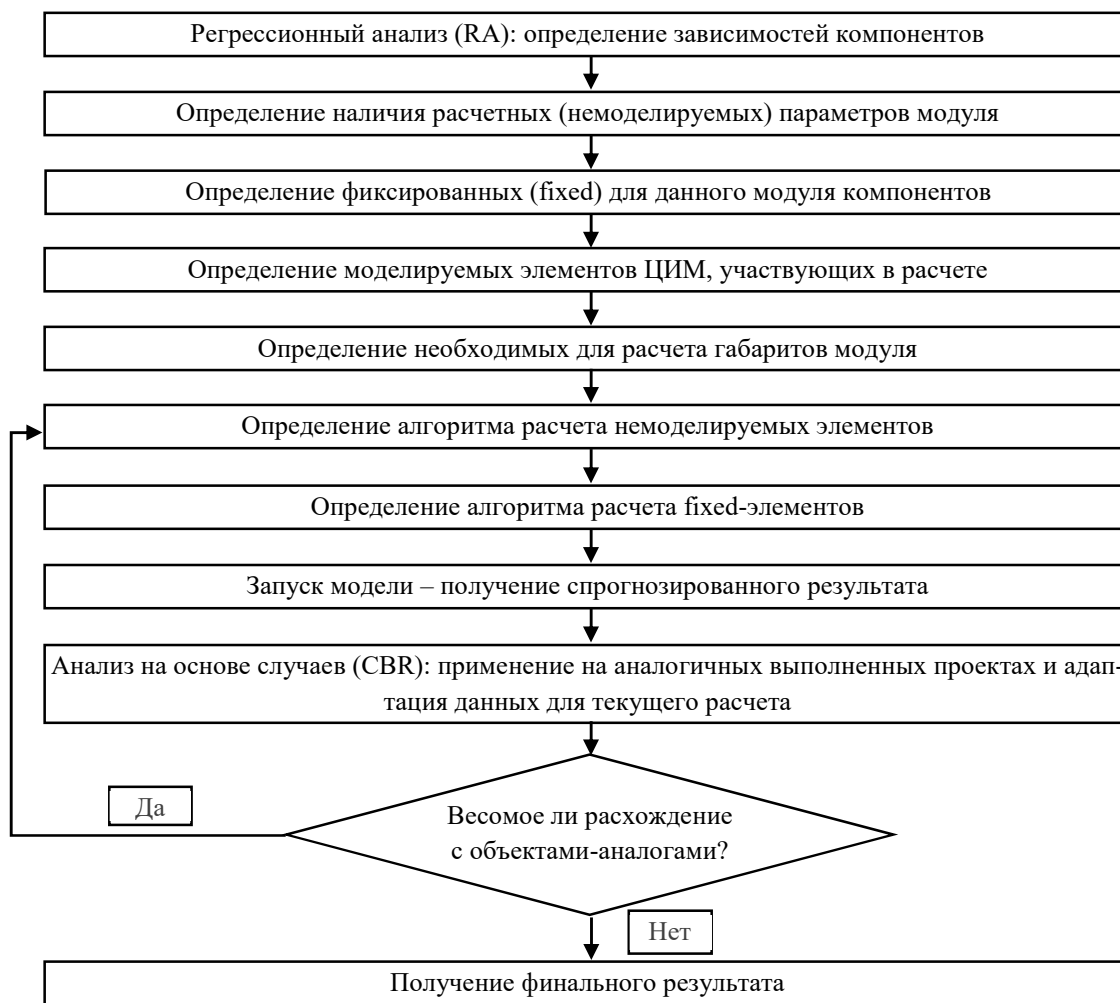 Регрессионный анализ (RA): определение зависимостей компонентов
Определение наличия расчетных (немоделируемых) параметров модуля
Определение фиксированных (fixed) для данного модуля компонентов
Определение моделируемых элементов ЦИМ, участвующих в расчете
Определение необходимых для расчета габаритов модуля
Определение алгоритма расчета немоделируемых элементов
Определение алгоритма расчета fixed-элементов
Запуск модели – получение спрогнозированного результата
Анализ на основе случаев (CBR): применение на аналогичных выполненных проектах и адап-
тация данных для текущего расчета
Да
Весомое ли расхождение
с объектами-аналогами?
Нет
Получение финального результата